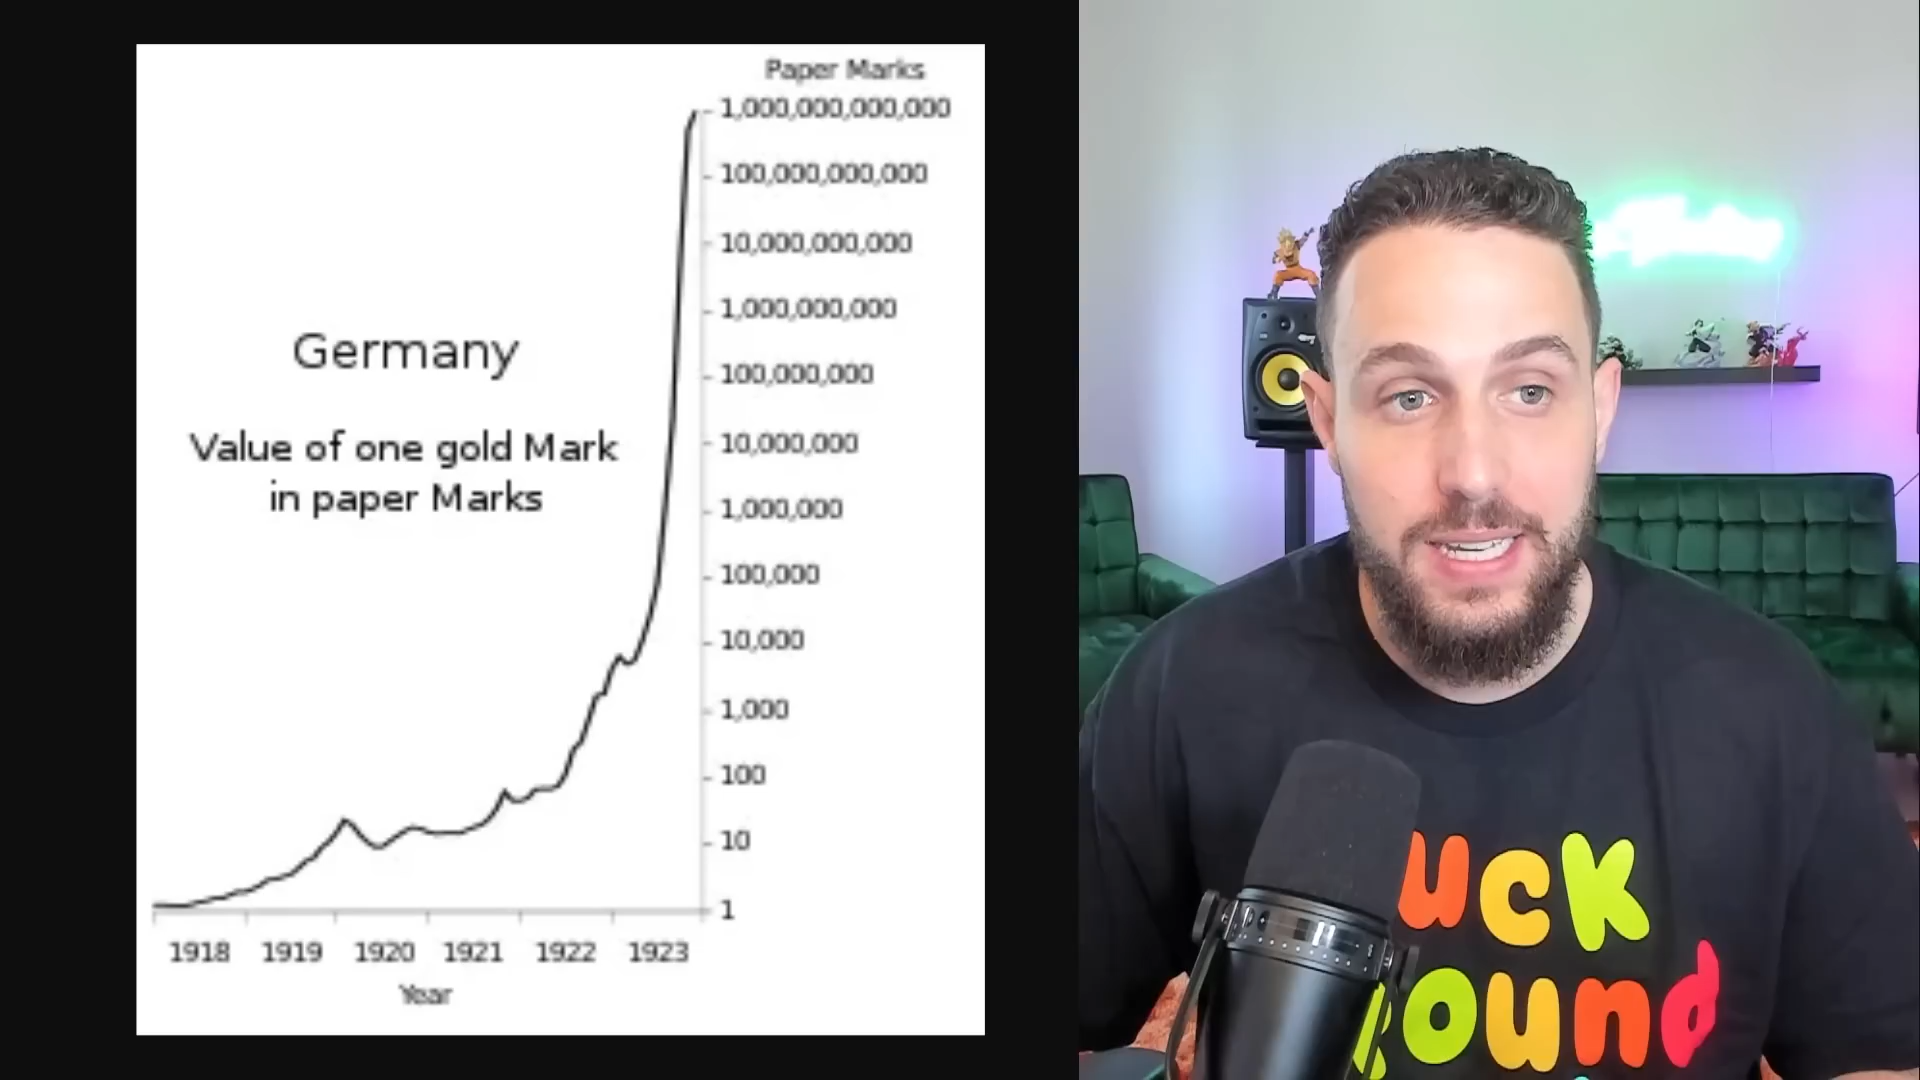 Paper Marks
1,000,000,000,000
100,000,000,000
10,000,000,000
1,000,000,000
100,000,000
10,000,000
1,000,000
100,000
10,000
1,000
100
10
1
Germany
Value of one gold Mark
in paper Marks
1918 1919 1920 1921 1922 1923
Year
uck
ound